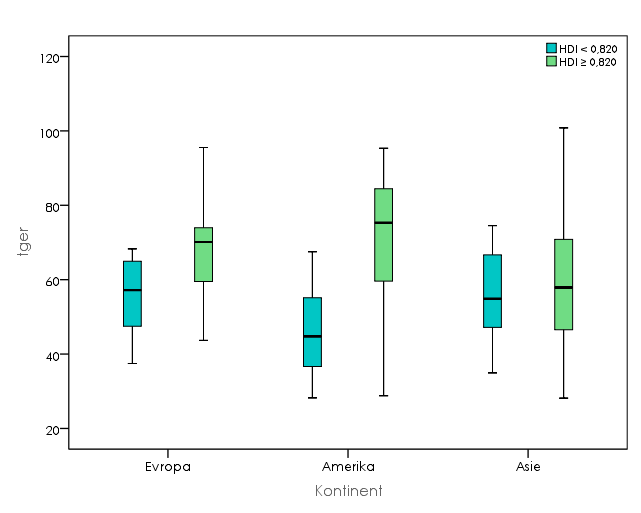 HDI < 0,820
HDI ≥ 0,820
120
100
80
60
40
20
tger
Evropa Amerika Asie
Kontinent